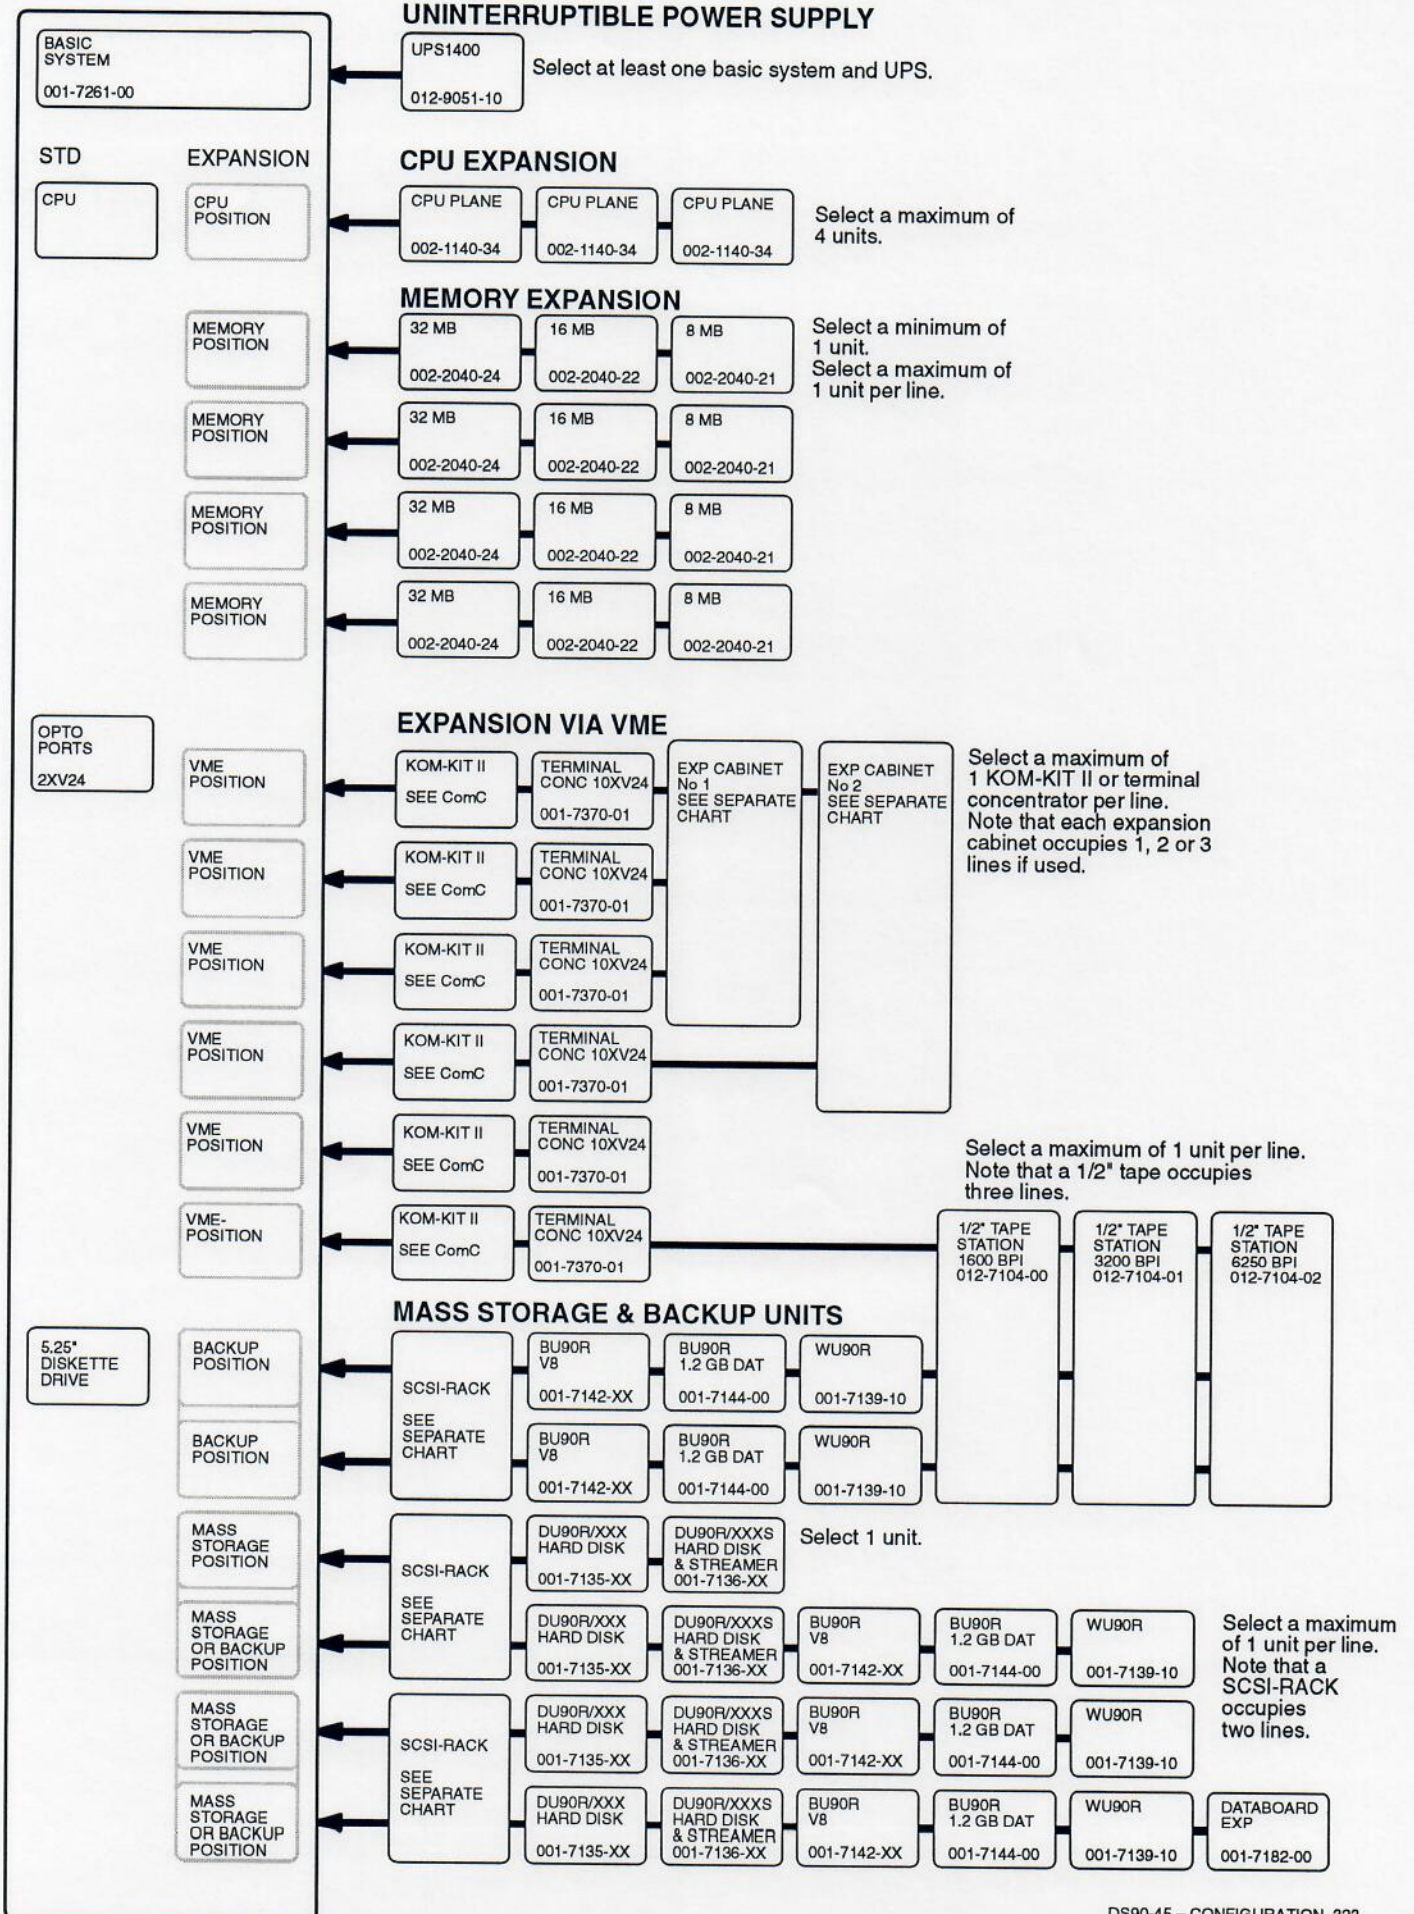 UNINTERRUPTIBLE POWER SUPPLY
BASIC
SYSTEM
001-7261-00
UPS1400
012-9051-10
Select at least one basic system and UPS.
STD
EXPANSION
CPU EXPANSION
CPU
CPU
POSITION
CPU PLANE
002-1140-34
CPU PLANE
002-1140-34
CPU PLANE
002-1140-34
Select a maximum of
4 units.
MEMORY EXPANSION
MEMORY
POSITION
32 MB
002-2040-24
16 MB
002-2040-22
8 MB
002-2040-21
Select a minimum of
1 unit.
Select a maximum of
1 unit per line.
MEMORY
POSITION
32 MB
002-2040-24
16 MB
002-2040-22
8 MB
002-2040-21
MEMORY
POSITION
32 MB
002-2040-24
16 MB
002-2040-22
8 MB
002-2040-21
MEMORY
POSITION
32 MB
002-2040-24
16 MB
002-2040-22
8 MB
002-2040-21
OPTO
PORTS
2XV24
EXPANSION VIA VME
VME
POSITION
KOM-KIT II
SEE ComC
TERMINAL
CONC 10XV24
001-7370-01
EXP CABINET
No 1
SEE SEPARATE
CHART
EXP CABINET
No 2
SEE SEPARATE
CHART
Select a maximum of
1 KOM-KIT II or terminal
concentrator per line.
Note that each expansion
cabinet occupies 1, 2 or 3
lines if used.
VME
POSITION
KOM-KIT II
SEE ComC
TERMINAL
CONC 10XV24
001-7370-01
VME
POSITION
KOM-KIT II
SEE ComC
TERMINAL
CONC 10XV24
001-7370-01
VME
POSITION
KOM-KIT II
SEE ComC
TERMINAL
CONC 10XV24
001-7370-01
VME
POSITION
KOM-KIT II
SEE ComC
TERMINAL
CONC 10XV24
001-7370-01
Select a maximum of 1 unit per line.
Note that a 1/2" tape occupies
three lines.
VME-
POSITION
KOM-KIT II
SEE ComC
TERMINAL
CONC 10XV24
001-7370-01
1/2" TAPE
STATION
1600 BPI
012-7104-00
1/2" TAPE
STATION
3200 BPI
012-7104-01
1/2" TAPE
STATION
6250 BPI
012-7104-02
MASS STORAGE & BACKUP UNITS
5.25"
DISKETTE
DRIVE
BACKUP
POSITION
SCSI-RACK
SEE
SEPARATE
CHART
BU90R
V8
001-7142-XX
BU90R
1.2 GB DAT
001-7144-00
WU90R
001-7139-10
BACKUP
POSITION
BU90R
V8
001-7142-XX
BU90R
1.2 GB DAT
001-7144-00
WU90R
001-7139-10
MASS
STORAGE
POSITION
SCSI-RACK
SEE
SEPARATE
CHART
DU90R/XXX
HARD DISK
001-7135-XX
DU90R/XXXS
HARD DISK
& STREAMER
001-7136-XX
Select 1 unit.
MASS
STORAGE
OR BACKUP
POSITION
DU90R/XXX
HARD DISK
001-7135-XX
DU90R/XXXS
HARD DISK
& STREAMER
001-7136-XX
BU90R
V8
001-7142-XX
BU90R
1.2 GB DAT
001-7144-00
WU90R
001-7139-10
Select a maximum
of 1 unit per line.
Note that a
SCSI-RACK
occupies
two lines.
MASS
STORAGE
OR BACKUP
POSITION
SCSI-RACK
SEE
SEPARATE
CHART
DU90R/XXX
HARD DISK
001-7135-XX
DU90R/XXXS
HARD DISK
& STREAMER
001-7136-XX
BU90R
V8
001-7142-XX
BU90R
1.2 GB DAT
001-7144-00
WU90R
001-7139-10
MASS
STORAGE
OR BACKUP
POSITION
DU90R/XXX
HARD DISK
001-7135-XX
DU90R/XXXS
HARD DISK
& STREAMER
001-7136-XX
BU90R
V8
001-7142-XX
BU90R
1.2 GB DAT
001-7144-00
WU90R
001-7139-10
DATABOARD
EXP
001-7182-00
DS90-45 – CONFIGURATION